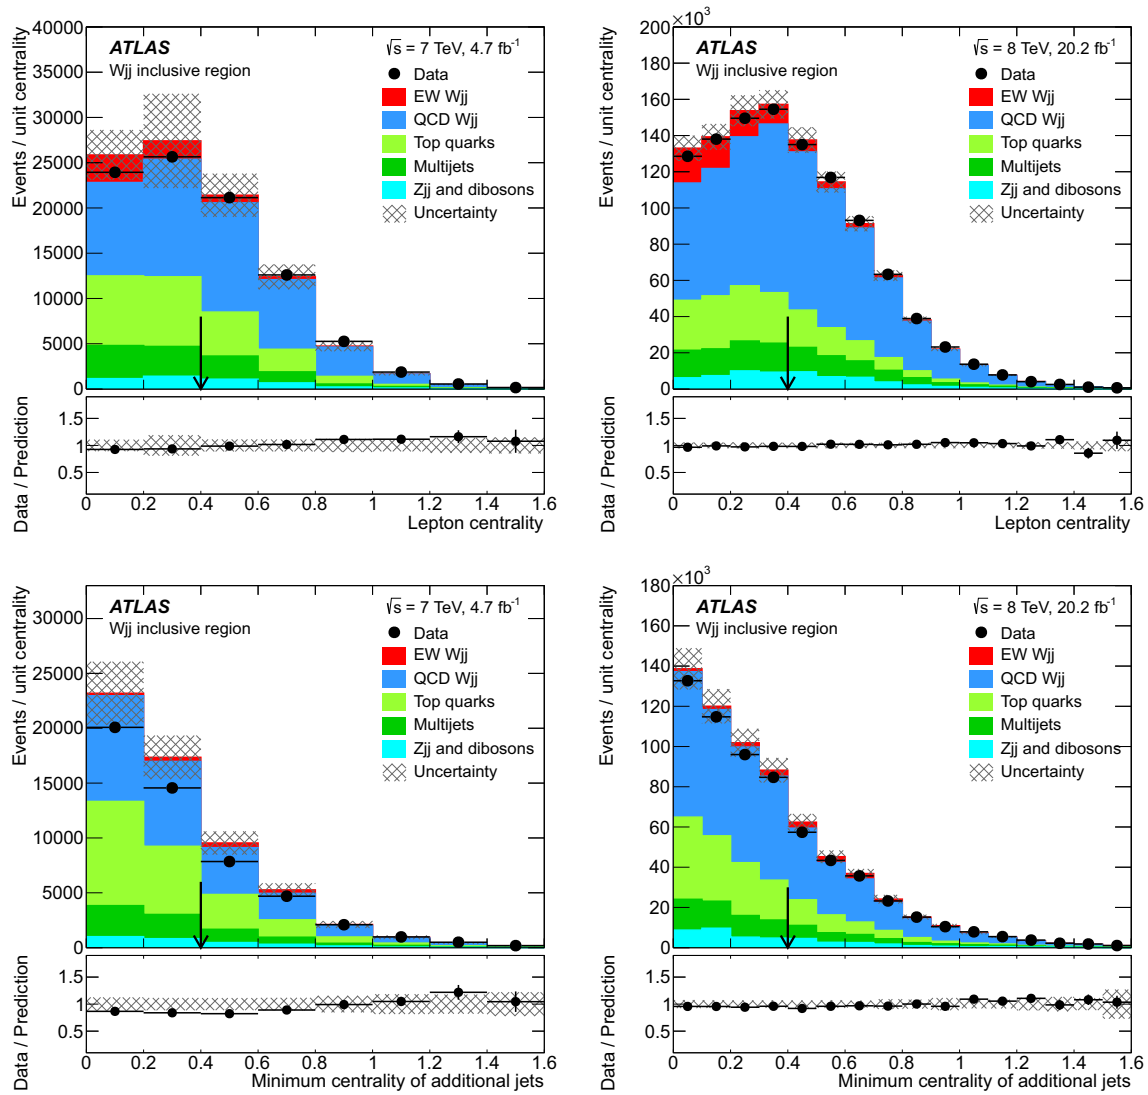 40000
35000
30000
25000
20000
15000
10000
5000
0
Events / unit centrality
ATLAS
Wjj inclusive region
√s = 7 TeV, 4.7 fb⁻¹
Data
EW Wjj
QCD Wjj
Top quarks
Multijets
Zjj and dibosons
Uncertainty
1.5
1
0.5
Data / Prediction
0 0.2 0.4 0.6 0.8 1 1.2 1.4 1.6
Lepton centrality
200 ×10³
180
160
140
120
100
80
60
40
20
0
Events / unit centrality
ATLAS
Wjj inclusive region
√s = 8 TeV, 20.2 fb⁻¹
Data
EW Wjj
QCD Wjj
Top quarks
Multijets
Zjj and dibosons
Uncertainty
1.5
1
0.5
Data / Prediction
0 0.2 0.4 0.6 0.8 1 1.2 1.4 1.6
Lepton centrality
30000
25000
20000
15000
10000
5000
0
Events / unit centrality
ATLAS
Wjj inclusive region
√s = 7 TeV, 4.7 fb⁻¹
Data
EW Wjj
QCD Wjj
Top quarks
Multijets
Zjj and dibosons
Uncertainty
1.5
1
0.5
Data / Prediction
0 0.2 0.4 0.6 0.8 1 1.2 1.4 1.6
Minimum centrality of additional jets
180 ×10³
160
140
120
100
80
60
40
20
0
Events / unit centrality
ATLAS
Wjj inclusive region
√s = 8 TeV, 20.2 fb⁻¹
Data
EW Wjj
QCD Wjj
Top quarks
Multijets
Zjj and dibosons
Uncertainty
1.5
1
0.5
Data / Prediction
0 0.2 0.4 0.6 0.8 1 1.2 1.4 1.6
Minimum centrality of additional jets